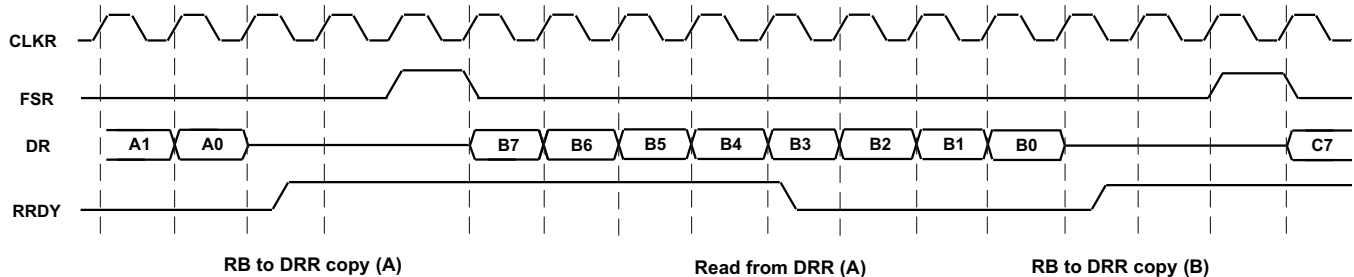 CLKR
FSR
DR A1 A0 B7 B6 B5 B4 B3 B2 B1 B0 C7
RRDY
RB to DRR copy (A) Read from DRR (A) RB to DRR copy (B)